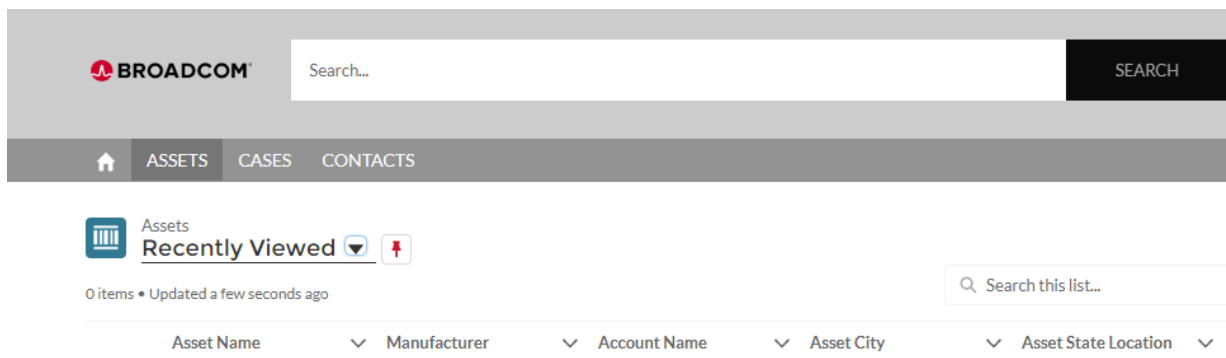 BROADCOM
Search...
SEARCH
ASSETS CASES CONTACTS
Assets
Recently Viewed
0 items • Updated a few seconds ago
Search this list...
Asset Name Manufacturer Account Name Asset City Asset State Location